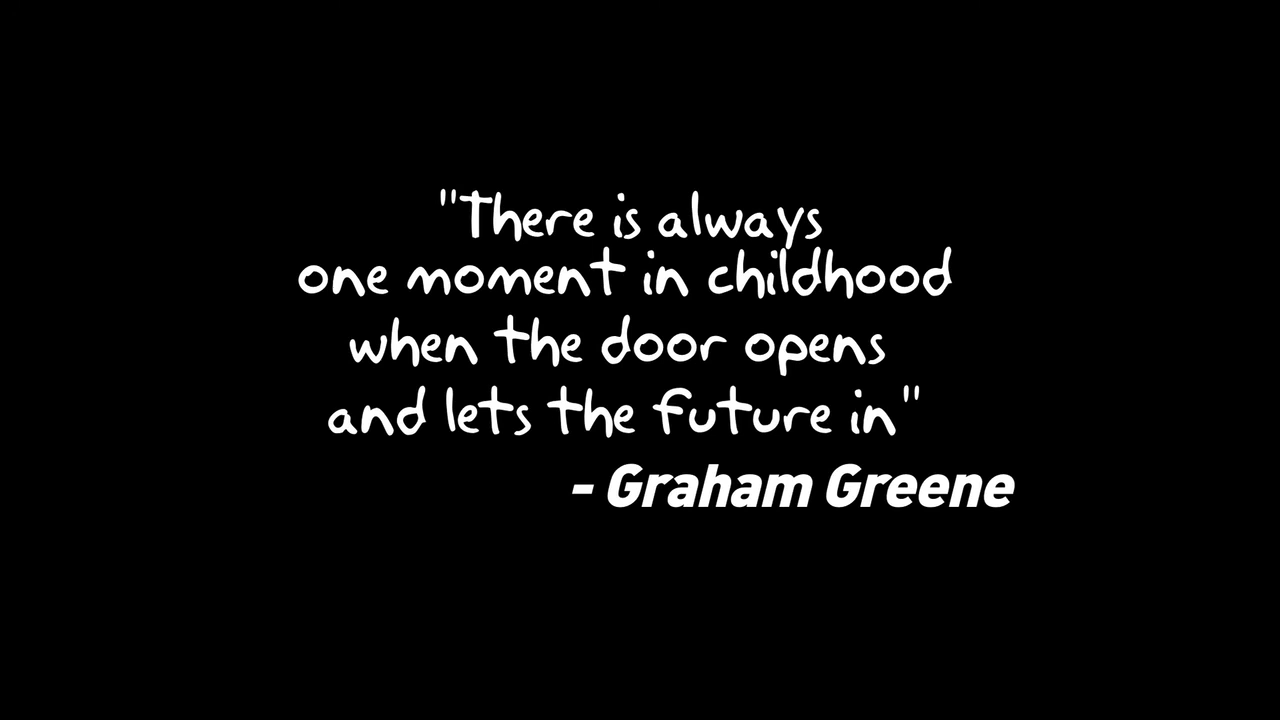 "There is always
one moment in childhood
when the door opens
and lets the future in"
- Graham Greene